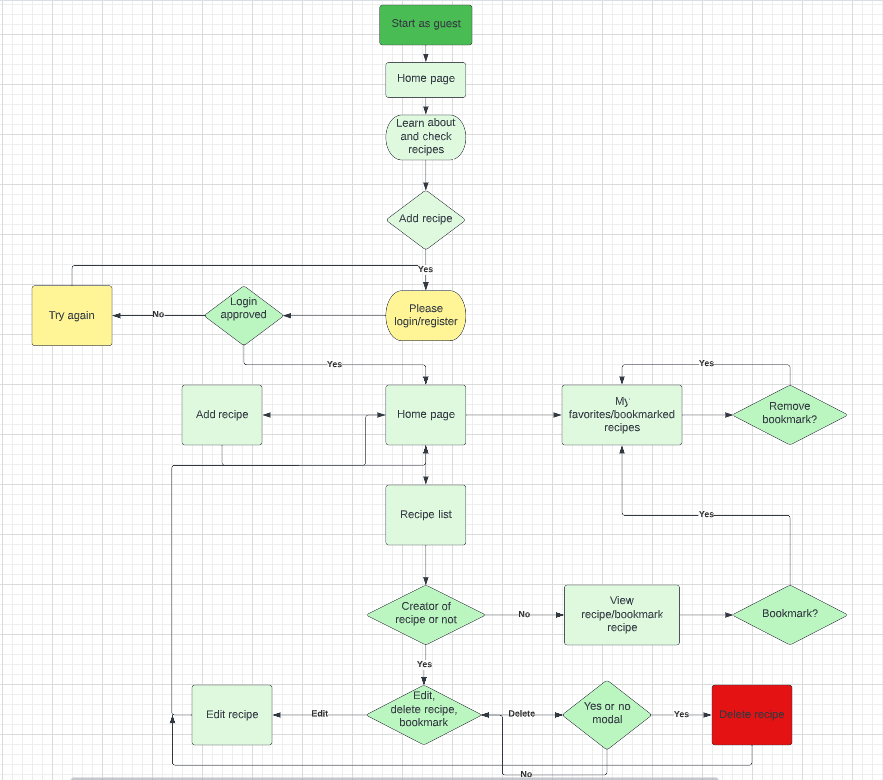 Start as guest
Home page
Learn about
and check
recipes
Add recipe
Yes
Try again
No
Login
approved
Please
login/register
Yes
Yes
Add recipe
Home page
My
favorites/bookmarked
recipes
Remove
bookmark?
Recipe list
Yes
Creator of
recipe or not
No
View
recipe/bookmark
recipe
Bookmark?
Yes
Edit recipe
Edit
Edit,
delete recipe,
bookmark
Delete
Yes or no
modal
Yes
Delete recipe
No